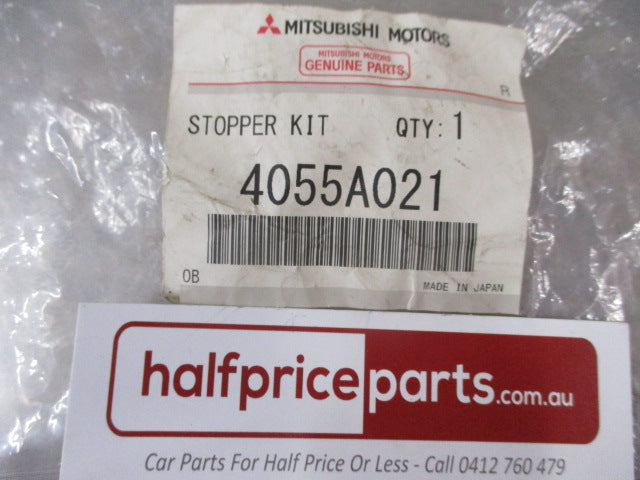 MITSUBISHI MOTORS
MITSUBISHI MOTORS
GENUINE PARTS
R
STOPPER KIT QTY: 1
4055A021
OB MADE IN JAPAN
halfpriceparts.com.au
Car Parts For Half Price Or Less - Call 0412 760 479